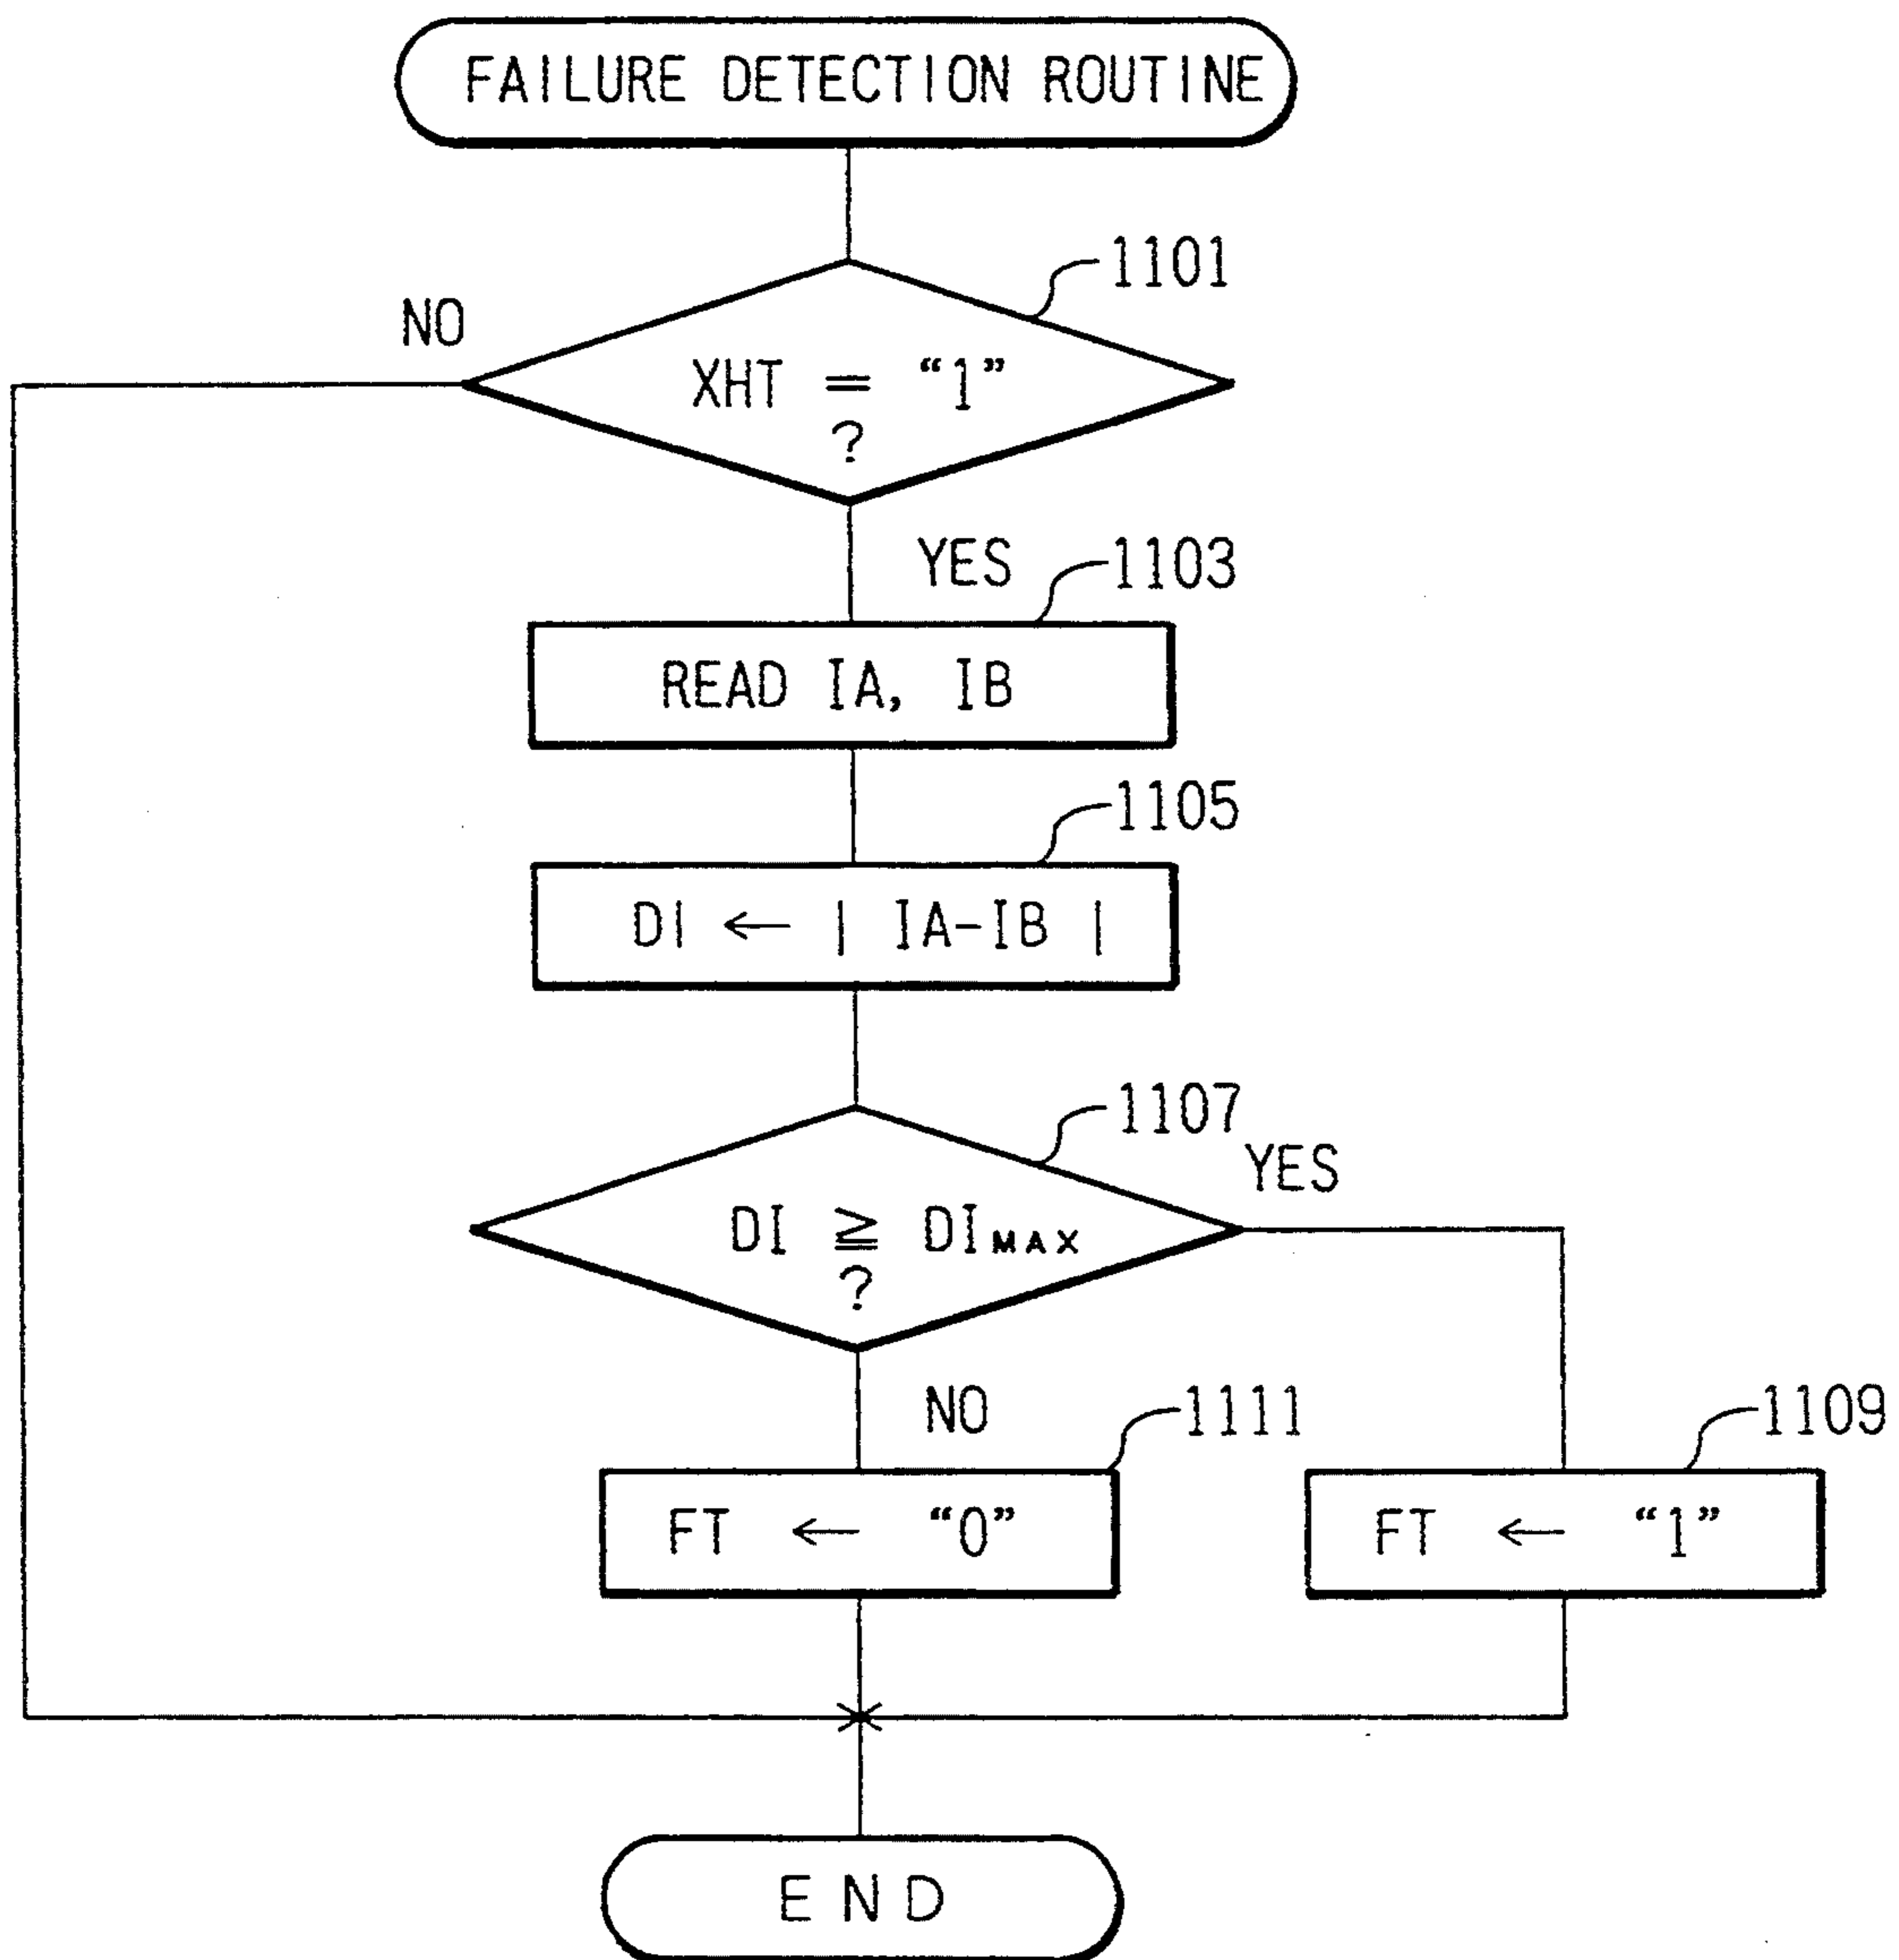 FAILURE DETECTION ROUTINE
1101
NO
XHT = “1”
?
YES
1103
READ IA, IB
1105
DI ← | IA-IB |
1107
YES
DI ≧ DIMAX
?
NO
1111
1109
FT ← “0”
FT ← “1”
END